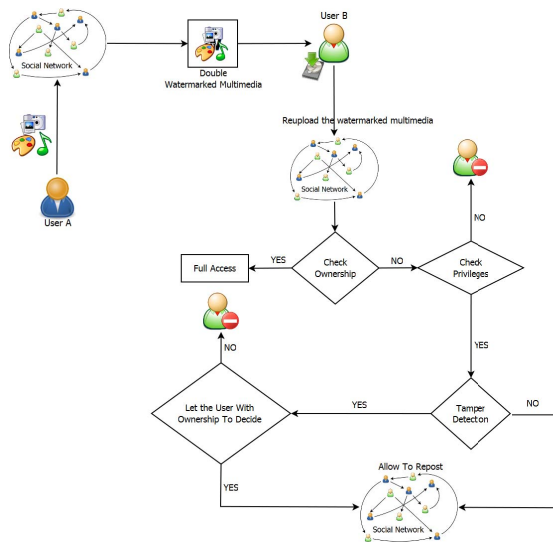 User B
Social Network
Double
Watermarked Multimedia
Reupload the watermarked multimedia
Social Network
User A
NO
Full Access
YES
Check
Ownership
NO
Check
Privileges
NO
YES
Let the User With
Ownership To Decide
YES
Tamper
Detection
NO
YES
Allow To Repost
Social Network